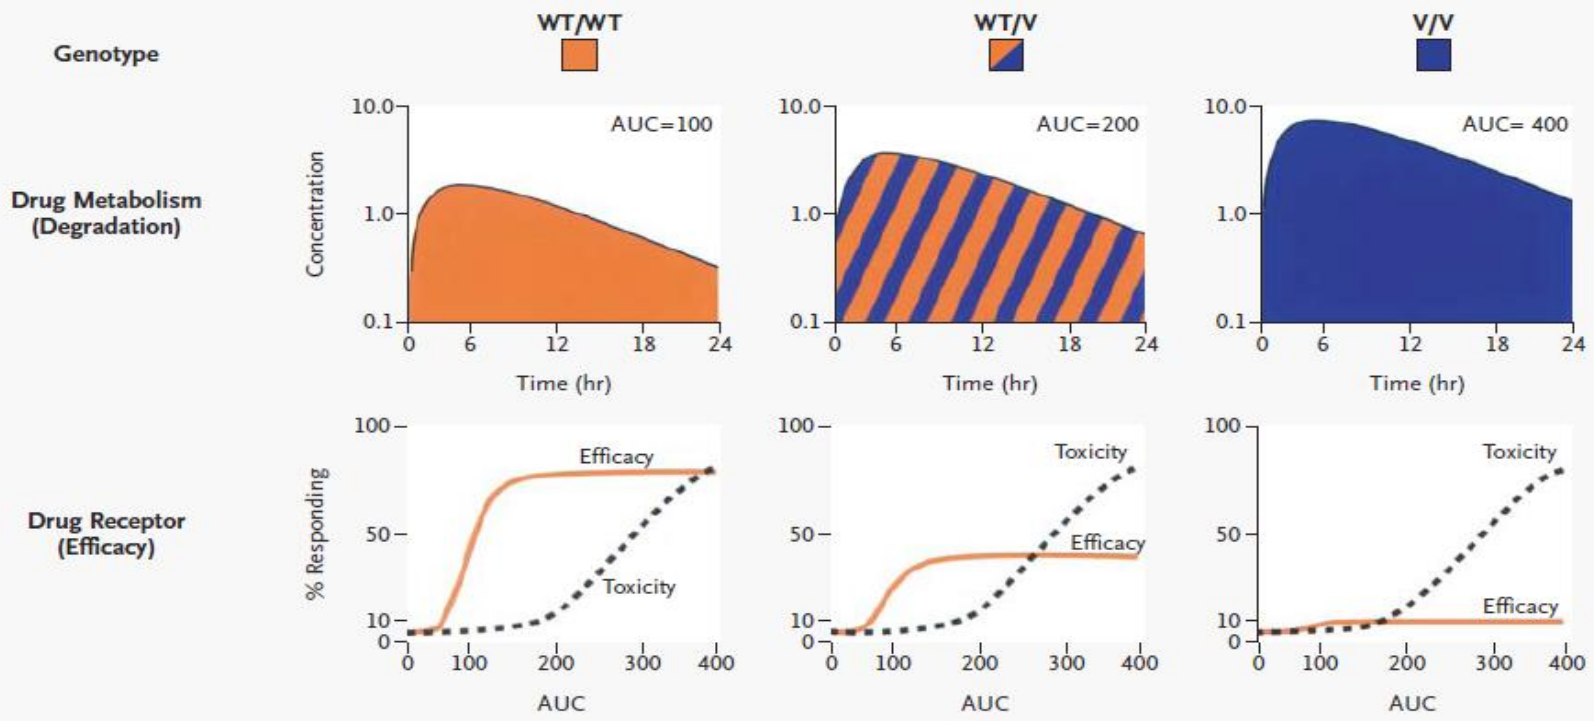 Genotype
WT/WT
WT/V
V/V
Drug Metabolism
(Degradation)
Concentration
10.0
1.0
0.1
AUC=100
0 6 12 18 24
Time (hr)
10.0
1.0
0.1
AUC=200
0 6 12 18 24
Time (hr)
10.0
1.0
0.1
AUC= 400
0 6 12 18 24
Time (hr)
Drug Receptor
(Efficacy)
% Responding
100
50
10
0
Efficacy
Toxicity
0 100 200 300 400
AUC
100
50
10
0
Toxicity
Efficacy
0 100 200 300 400
AUC
100
50
10
0
Toxicity
Efficacy
0 100 200 300 400
AUC